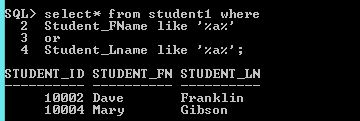 SQL> select* from student1 where
2 Student_FName like '%a%'
3 or
4 Student_Lname like '%a%';
STUDENT_ID STUDENT_FN STUDENT_LN
10002 Dave Franklin
10004 Mary Gibson